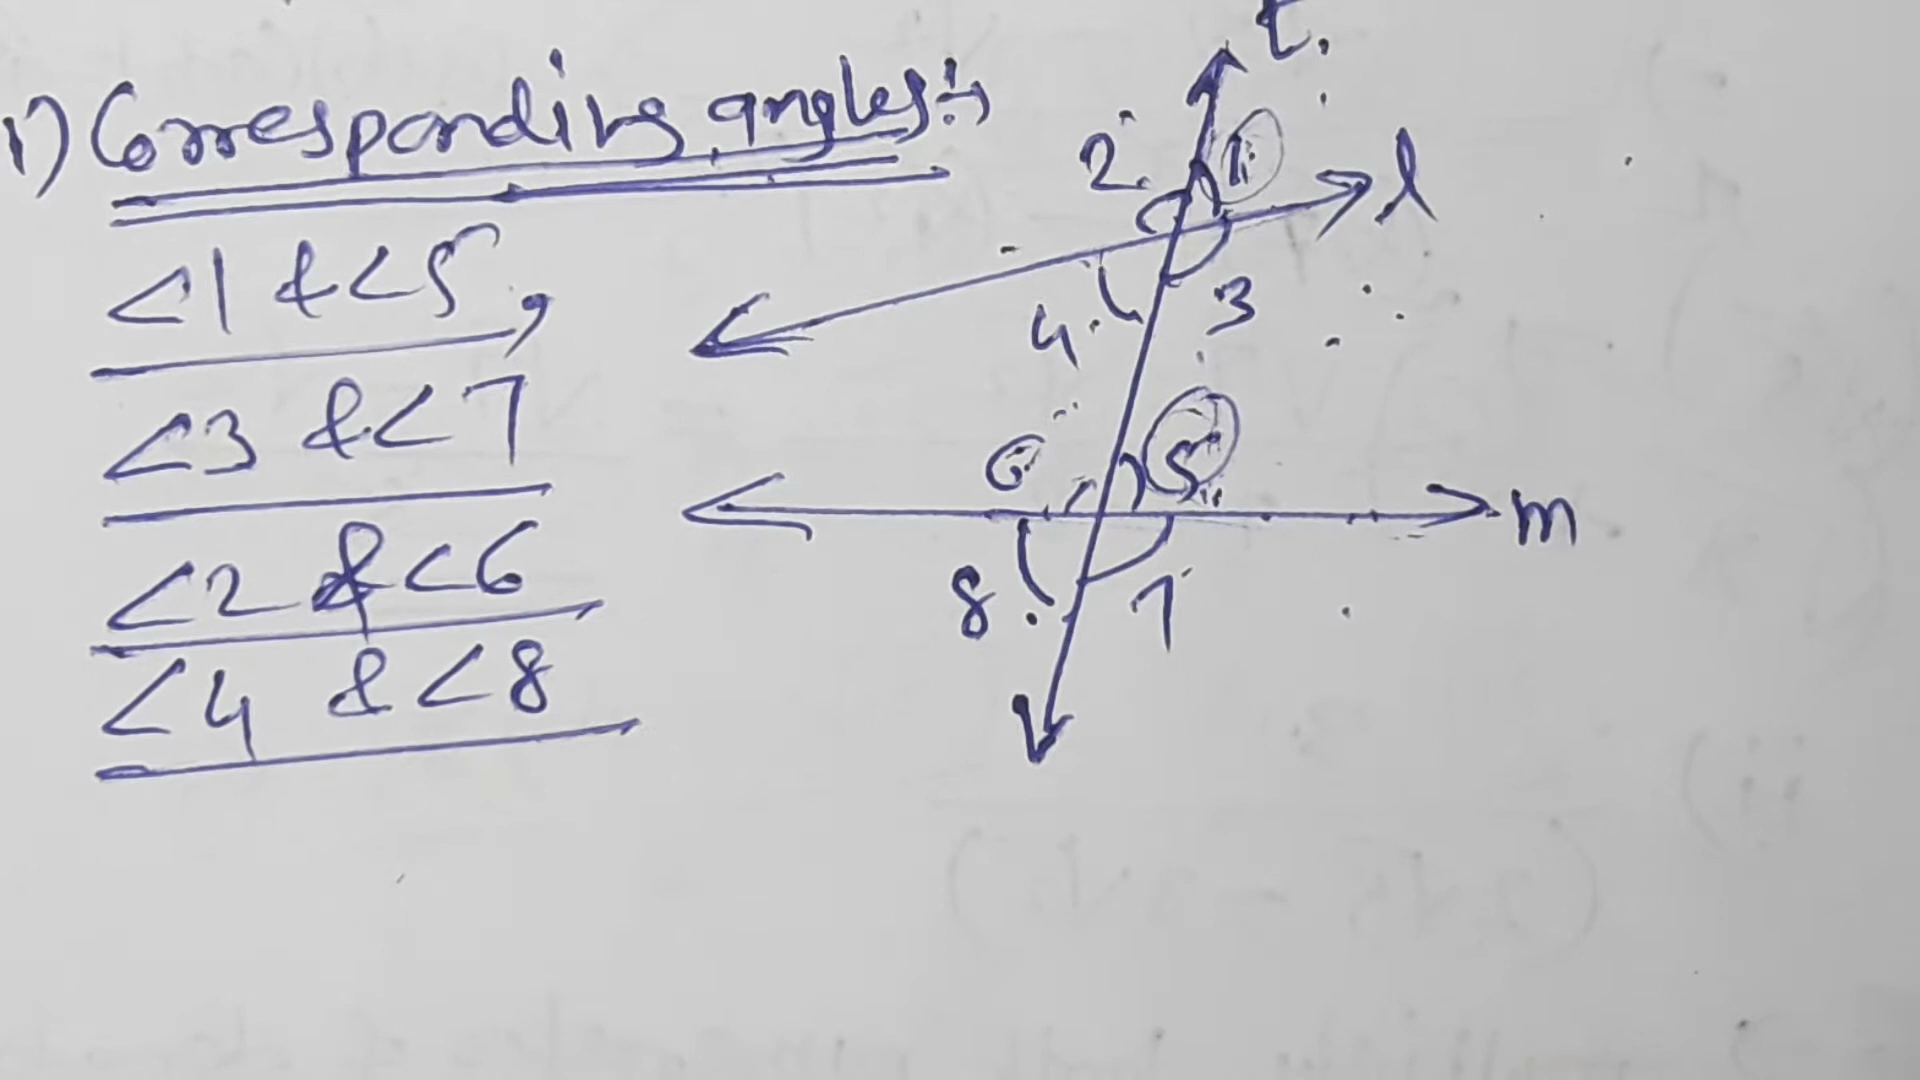 1) Corresponding angles:→
<1 & <5,
<3 & <7
<2 & <6
<4 & <8
t.
2 1 l
4 3
6 5 m
8 7